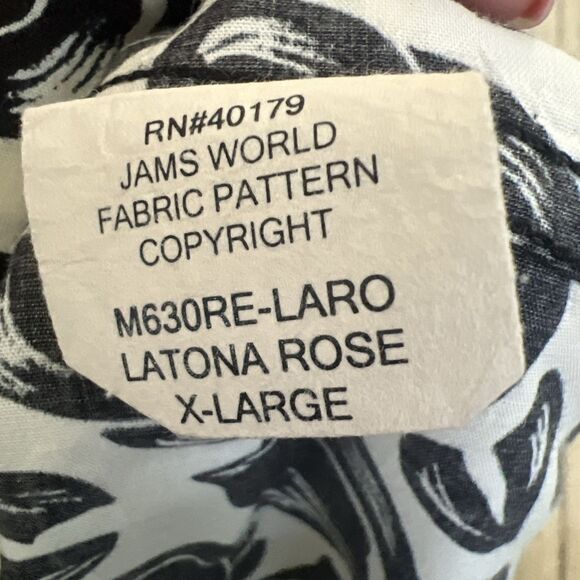 RN#40179
JAMS WORLD
FABRIC PATTERN
COPYRIGHT
M630RE-LARO
LATONA ROSE
X-LARGE